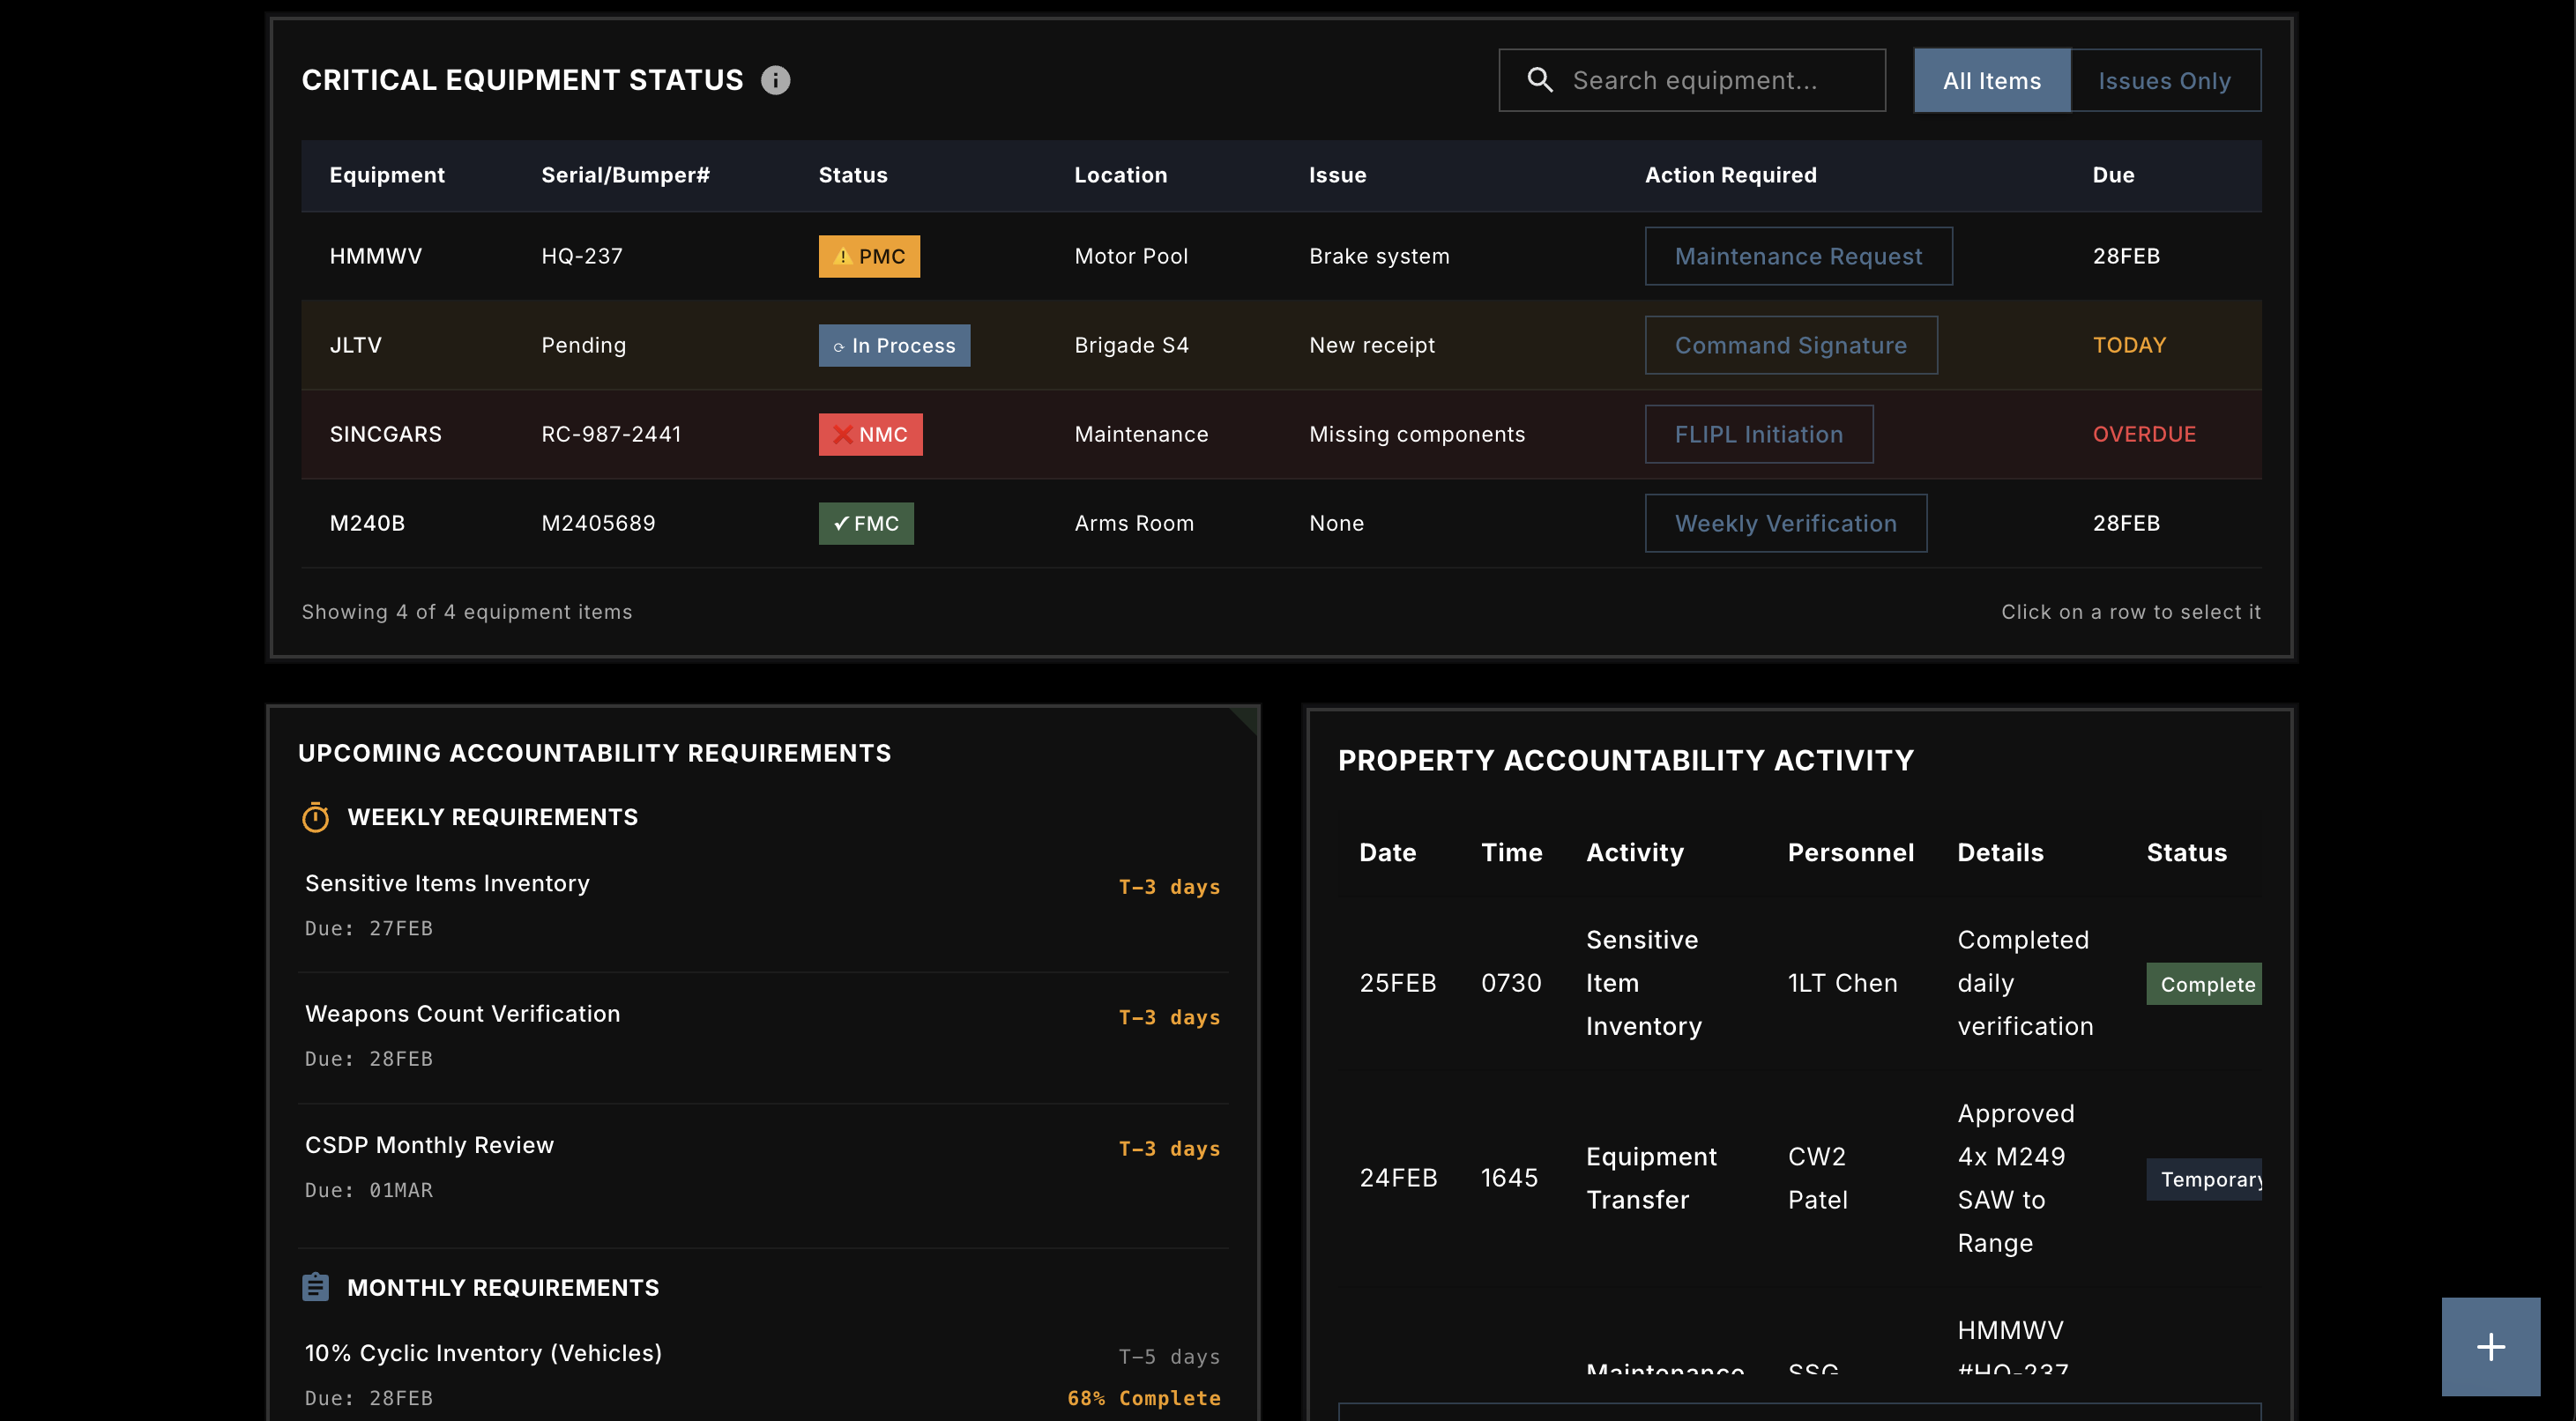 CRITICAL EQUIPMENT STATUS
Search equipment...
All Items
Issues Only
Equipment Serial/Bumper# Status Location Issue Action Required Due
HMMWV HQ-237 PMC Motor Pool Brake system Maintenance Request 28FEB
JLTV Pending In Process Brigade S4 New receipt Command Signature TODAY
SINCGARS RC-987-2441 NMC Maintenance Missing components FLIPL Initiation OVERDUE
M240B M2405689 FMC Arms Room None Weekly Verification 28FEB
Showing 4 of 4 equipment items
Click on a row to select it
UPCOMING ACCOUNTABILITY REQUIREMENTS
WEEKLY REQUIREMENTS
Sensitive Items Inventory
T−3 days
Due: 27FEB
Weapons Count Verification
T−3 days
Due: 28FEB
CSDP Monthly Review
T−3 days
Due: 01MAR
MONTHLY REQUIREMENTS
10% Cyclic Inventory (Vehicles)
T−5 days
Due: 28FEB
68% Complete
PROPERTY ACCOUNTABILITY ACTIVITY
Date Time Activity Personnel Details Status
Sensitive Completed
25FEB 0730 Item 1LT Chen daily Complete
Inventory verification
Approved
Equipment CW2 4x M249
24FEB 1645 Temporary
Transfer Patel SAW to
Range
HMMWV
Maintenance SSG #HQ-237